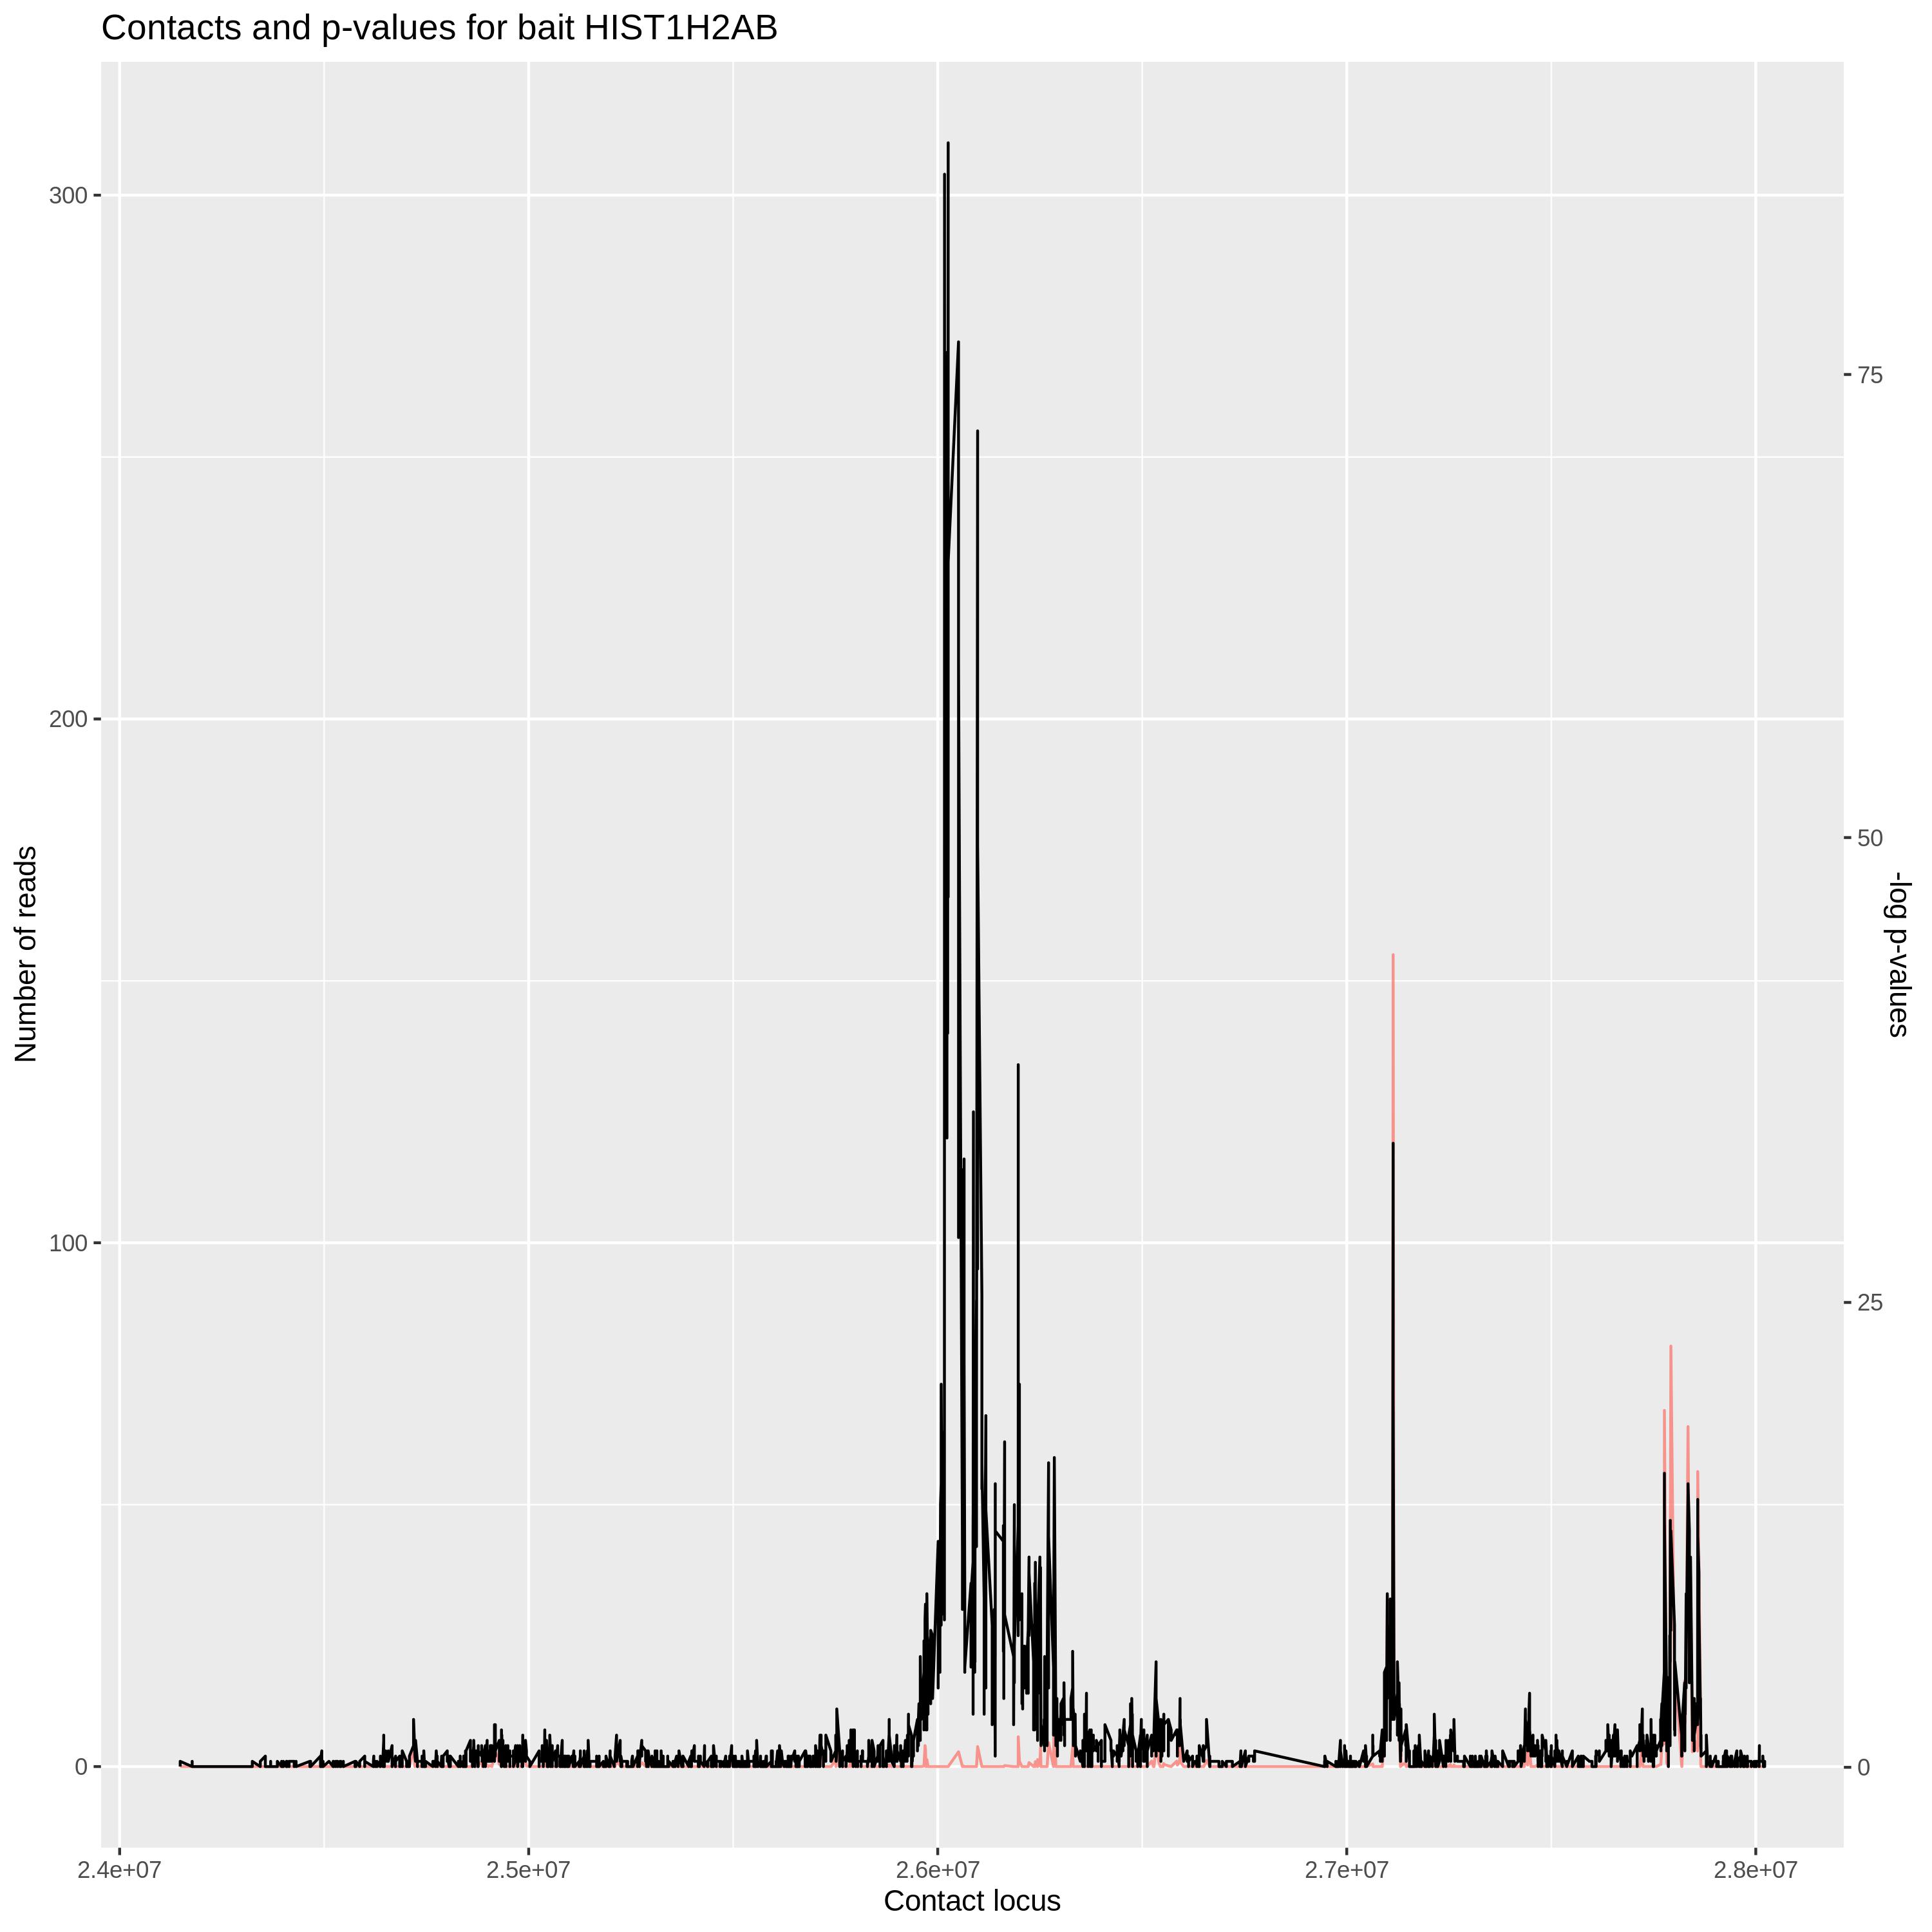 Contacts and p-values for bait HIST1H2AB
300
200
100
0
Number of reads
75
50
25
0
-log p-values
2.4e+07
2.5e+07
2.6e+07
2.7e+07
2.8e+07
Contact locus